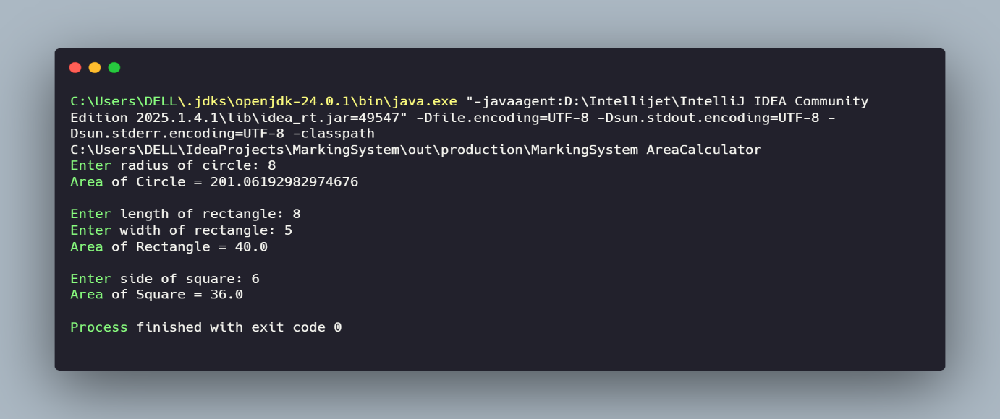 C:\Users\DELL\.jdks\openjdk-24.0.1\bin\java.exe "-javaagent:D:\Intellijet\IntelliJ IDEA Community
Edition 2025.1.4.1\lib\idea_rt.jar=49547" -Dfile.encoding=UTF-8 -Dsun.stdout.encoding=UTF-8 -
Dsun.stderr.encoding=UTF-8 -classpath
C:\Users\DELL\IdeaProjects\MarkingSystem\out\production\MarkingSystem AreaCalculator
Enter radius of circle: 8
Area of Circle = 201.06192982974676
Enter length of rectangle: 8
Enter width of rectangle: 5
Area of Rectangle = 40.0
Enter side of square: 6
Area of Square = 36.0
Process finished with exit code 0